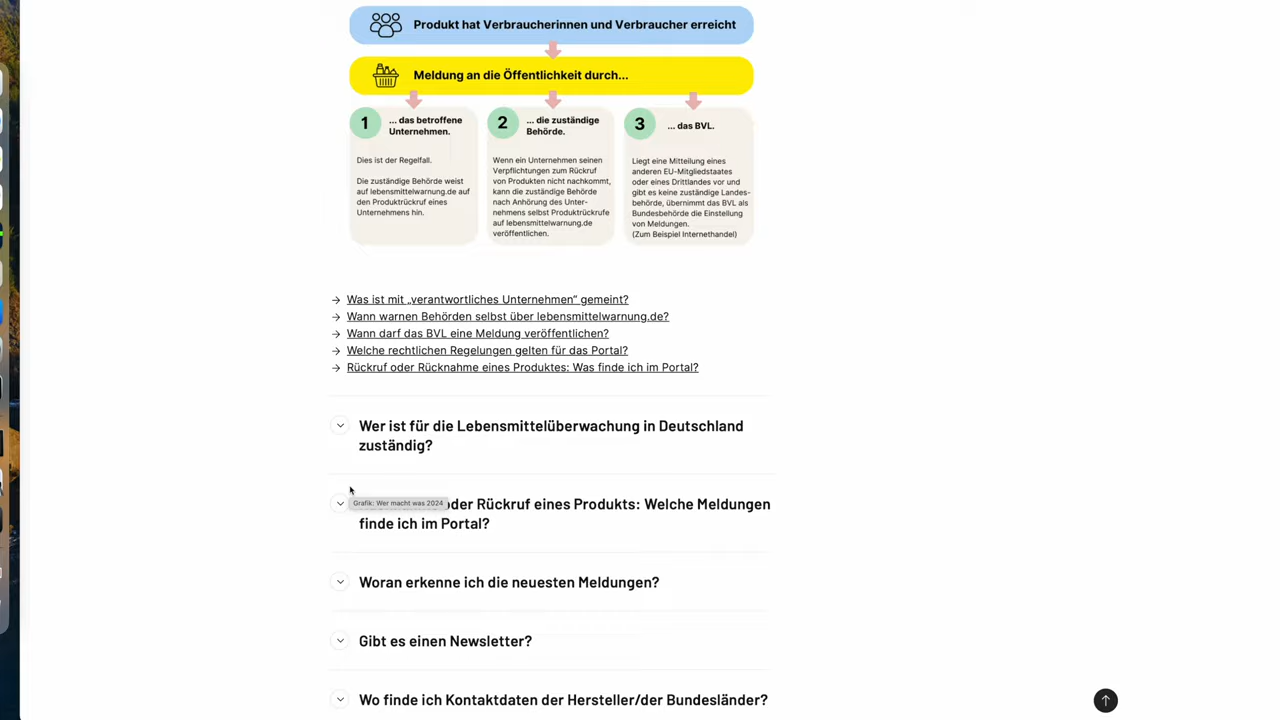 Produkt hat Verbraucherinnen und Verbraucher erreicht
Meldung an die Öffentlichkeit durch...
1
... das betroffene
Unternehmen.
Dies ist der Regelfall.
Die zuständige Behörde weist
auf lebensmittelwarnung.de auf
den Produktrückruf eines
Unternehmens hin.
2
... die zuständige
Behörde.
Wenn ein Unternehmen seinen
Verpflichtungen zum Rückruf
von Produkten nicht nachkommt,
kann die zuständige Behörde
nach Anhörung des Unter-
nehmens selbst Produktrückrufe
auf lebensmittelwarnung.de
veröffentlichen.
3
... das BVL.
Liegt eine Mitteilung eines
anderen EU-Mitgliedstaates
oder eines Drittlandes vor und
gibt es keine zuständige Landes-
behörde, übernimmt das BVL als
Bundesbehörde die Einstellung
von Meldungen.
(Zum Beispiel Internethandel)
→ Was ist mit „verantwortliches Unternehmen" gemeint?
→ Wann warnen Behörden selbst über lebensmittelwarnung.de?
→ Wann darf das BVL eine Meldung veröffentlichen?
→ Welche rechtlichen Regelungen gelten für das Portal?
→ Rückruf oder Rücknahme eines Produktes: Was finde ich im Portal?
Wer ist für die Lebensmittelüberwachung in Deutschland
zuständig?
Grafik: Wer macht was 2024
oder Rückruf eines Produkts: Welche Meldungen
finde ich im Portal?
Woran erkenne ich die neuesten Meldungen?
Gibt es einen Newsletter?
Wo finde ich Kontaktdaten der Hersteller/der Bundesländer?